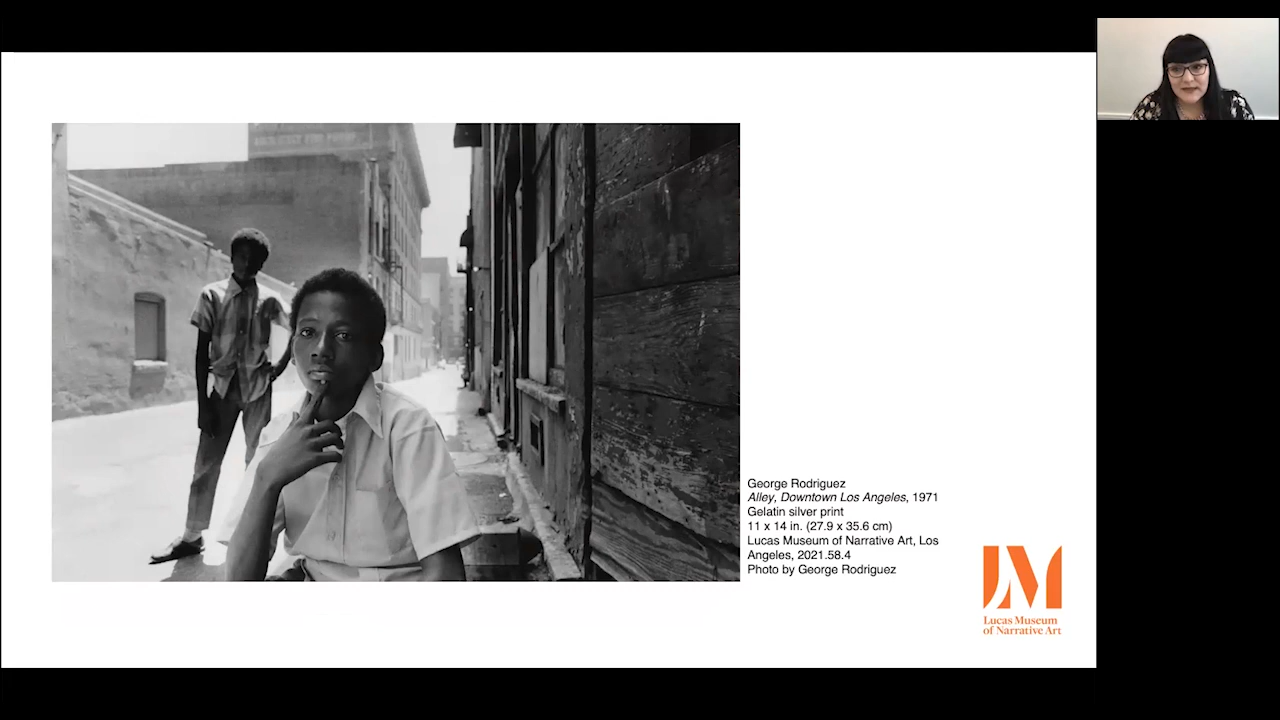 George Rodriguez
Alley, Downtown Los Angeles, 1971
Gelatin silver print
11 x 14 in. (27.9 x 35.6 cm)
Lucas Museum of Narrative Art, Los
Angeles, 2021.58.4
Photo by George Rodriguez
Lucas Museum
of Narrative Art